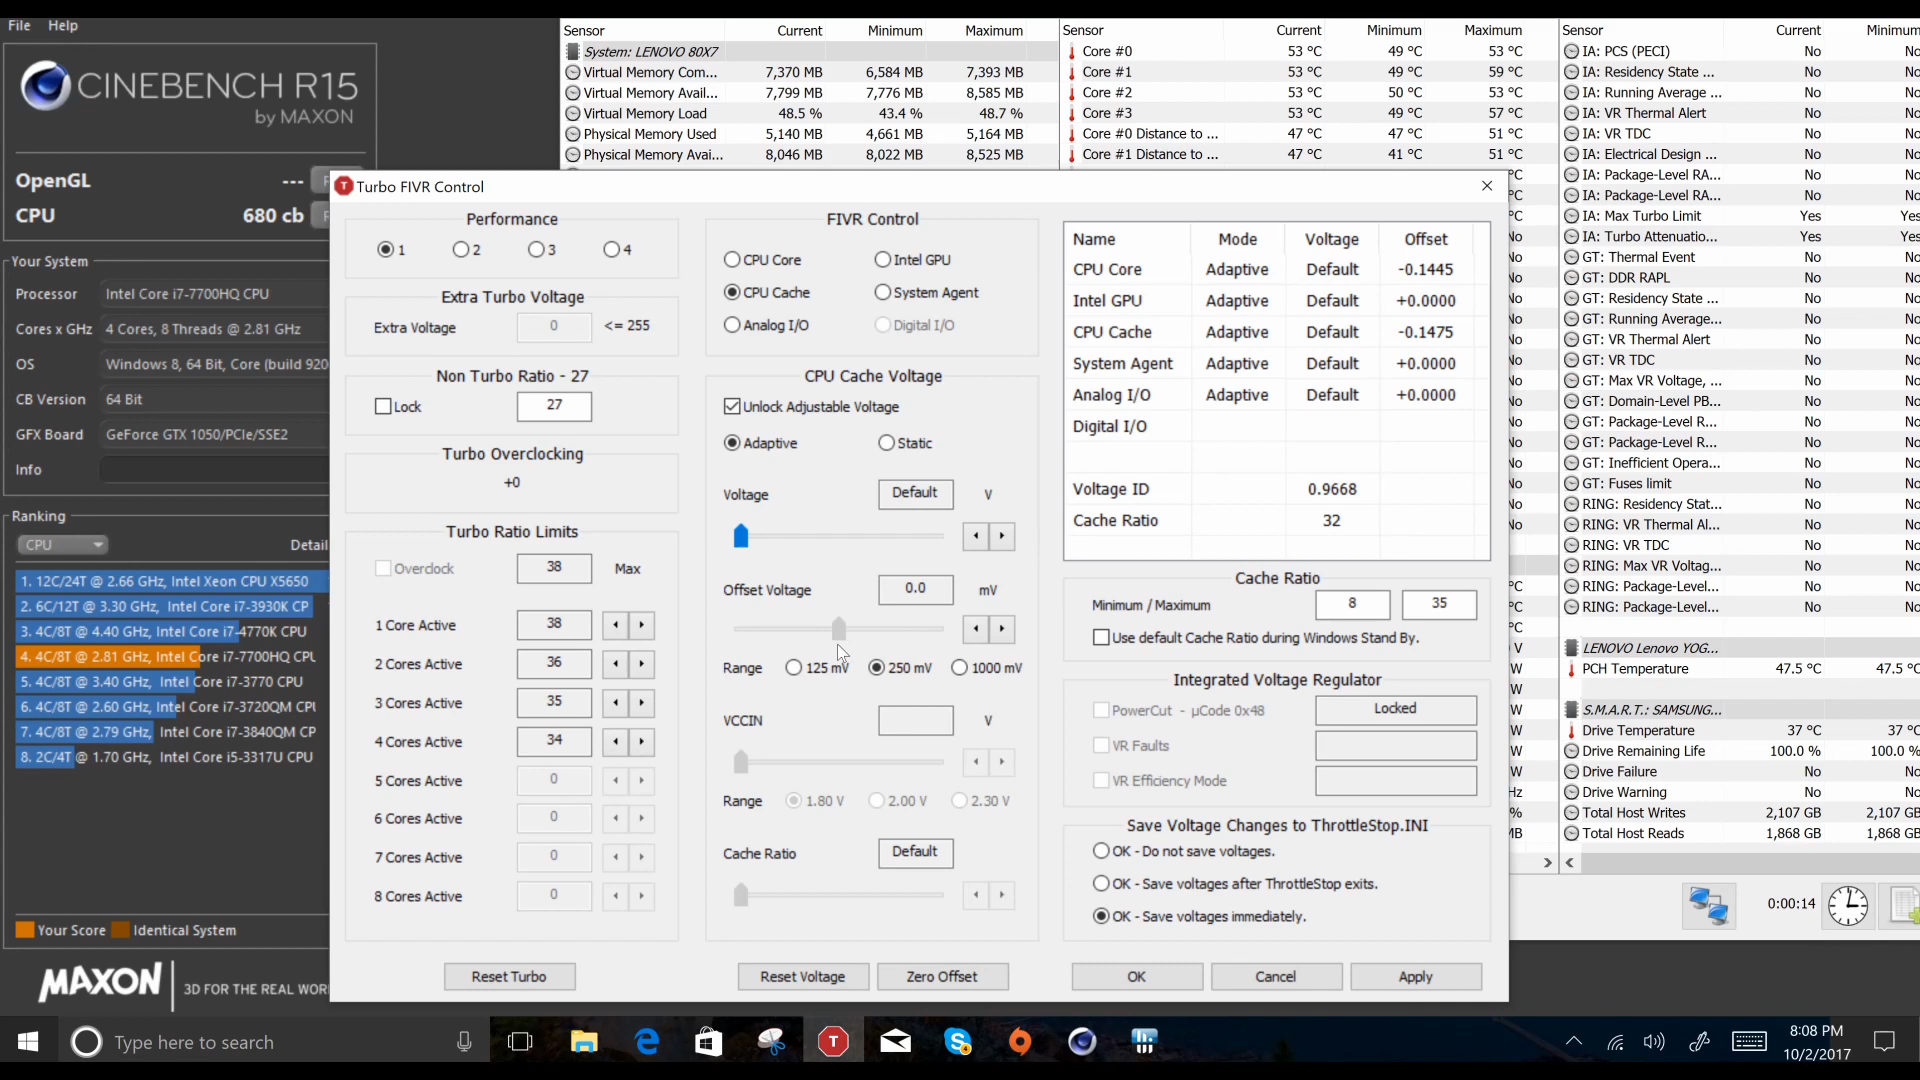 File Help
CINEBENCH R15
by MAXON
OpenGL ---
CPU 680 cb
Your System
Processor Intel Core i7-7700HQ CPU
Cores x GHz 4 Cores, 8 Threads @ 2.81 GHz
OS Windows 8, 64 Bit, Core (build 920
CB Version 64 Bit
GFX Board GeForce GTX 1050/PCIe/SSE2
Info
Ranking
CPU Detail
1. 12C/24T @ 2.66 GHz, Intel Xeon CPU X5650
2. 6C/12T @ 3.30 GHz, Intel Core i7-3930K CP
3. 4C/8T @ 4.40 GHz, Intel Core i7-4770K CPU
4. 4C/8T @ 2.81 GHz, Intel Core i7-7700HQ CPU
5. 4C/8T @ 3.40 GHz, Intel Core i7-3770 CPU
6. 4C/8T @ 2.60 GHz, Intel Core i7-3720QM CPU
7. 4C/8T @ 2.79 GHz, Intel Core i7-3840QM CP
8. 2C/4T @ 1.70 GHz, Intel Core i5-3317U CPU
Your Score Identical System
MAXON 3D FOR THE REAL WOR
Sensor Current Minimum Maximum
System: LENOVO 80X7
Virtual Memory Com... 7,370 MB 6,584 MB 7,393 MB
Virtual Memory Avail... 7,799 MB 7,776 MB 8,585 MB
Virtual Memory Load 48.5 % 43.4 % 48.7 %
Physical Memory Used 5,140 MB 4,661 MB 5,164 MB
Physical Memory Avai... 8,046 MB 8,022 MB 8,525 MB
Sensor Current Minimum Maximum
Core #0 53 °C 49 °C 53 °C
Core #1 53 °C 49 °C 59 °C
Core #2 53 °C 50 °C 53 °C
Core #3 53 °C 49 °C 57 °C
Core #0 Distance to ... 47 °C 47 °C 51 °C
Core #1 Distance to ... 47 °C 41 °C 51 °C
Turbo FIVR Control
Performance
1 2 3 4
Extra Turbo Voltage
Extra Voltage 0 <= 255
Non Turbo Ratio - 27
Lock 27
Turbo Overclocking
+0
Turbo Ratio Limits
Overclock 38 Max
1 Core Active 38
2 Cores Active 36
3 Cores Active 35
4 Cores Active 34
5 Cores Active 0
6 Cores Active 0
7 Cores Active 0
8 Cores Active 0
Reset Turbo
FIVR Control
CPU Core Intel GPU
CPU Cache System Agent
Analog I/O Digital I/O
CPU Cache Voltage
Unlock Adjustable Voltage
Adaptive Static
Voltage Default V
Offset Voltage 0.0 mV
Range 125 mV 250 mV 1000 mV
VCCIN V
Range 1.80 V 2.00 V 2.30 V
Cache Ratio Default
Reset Voltage Zero Offset
Name Mode Voltage Offset
CPU Core Adaptive Default -0.1445
Intel GPU Adaptive Default +0.0000
CPU Cache Adaptive Default -0.1475
System Agent Adaptive Default +0.0000
Analog I/O Adaptive Default +0.0000
Digital I/O
Voltage ID 0.9668
Cache Ratio 32
Cache Ratio
Minimum / Maximum 8 35
Use default Cache Ratio during Windows Stand By.
Integrated Voltage Regulator
PowerCut - µCode 0x48 Locked
VR Faults
VR Efficiency Mode
Save Voltage Changes to ThrottleStop.INI
OK - Do not save voltages.
OK - Save voltages after ThrottleStop exits.
OK - Save voltages immediately.
OK Cancel Apply
Sensor Current Minimum
IA: PCS (PECI) No No
IA: Residency State ... No No
IA: Running Average ... No No
IA: VR Thermal Alert No No
IA: VR TDC No No
IA: Electrical Design ... No No
IA: Package-Level RA... No No
IA: Package-Level RA... No No
IA: Max Turbo Limit Yes Yes
IA: Turbo Attenuatio... Yes Yes
GT: Thermal Event No No
GT: DDR RAPL No No
GT: Residency State ... No No
GT: Running Average... No No
GT: VR Thermal Alert No No
GT: VR TDC No No
GT: Max VR Voltage, ... No No
GT: Domain-Level PB... No No
GT: Package-Level R... No No
GT: Package-Level R... No No
GT: Inefficient Opera... No No
GT: Fuses limit No No
RING: Residency Stat... No No
RING: VR Thermal Al... No No
RING: VR TDC No No
RING: Max VR Voltag... No No
RING: Package-Level... No No
RING: Package-Level... No No
LENOVO Lenovo YOG...
PCH Temperature 47.5 °C 47.5 °C
S.M.A.R.T.: SAMSUNG...
Drive Temperature 37 °C 37 °C
Drive Remaining Life 100.0 % 100.0 %
Drive Failure No No
Drive Warning No No
Total Host Writes 2,107 GB 2,107 GB
Total Host Reads 1,868 GB 1,868 GB
0:00:14
Type here to search
8:08 PM
10/2/2017